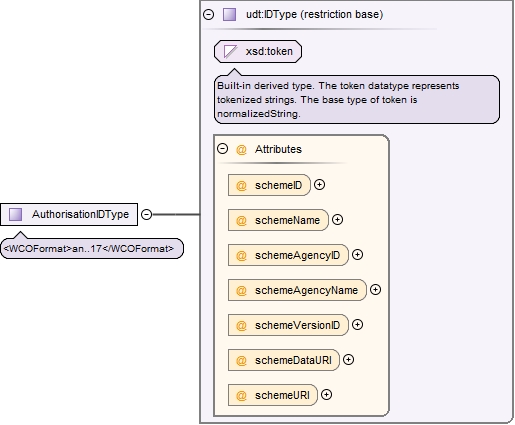 udt:IDType (restriction base)
xsd:token
Built-in derived type. The token datatype represents
tokenized strings. The base type of token is
normalizedString.
@ Attributes
@ schemeID
@ schemeName
@ schemeAgencyID
@ schemeAgencyName
@ schemeVersionID
@ schemeDataURI
@ schemeURI
AuthorisationIDType
<WCOFormat>an..17</WCOFormat>